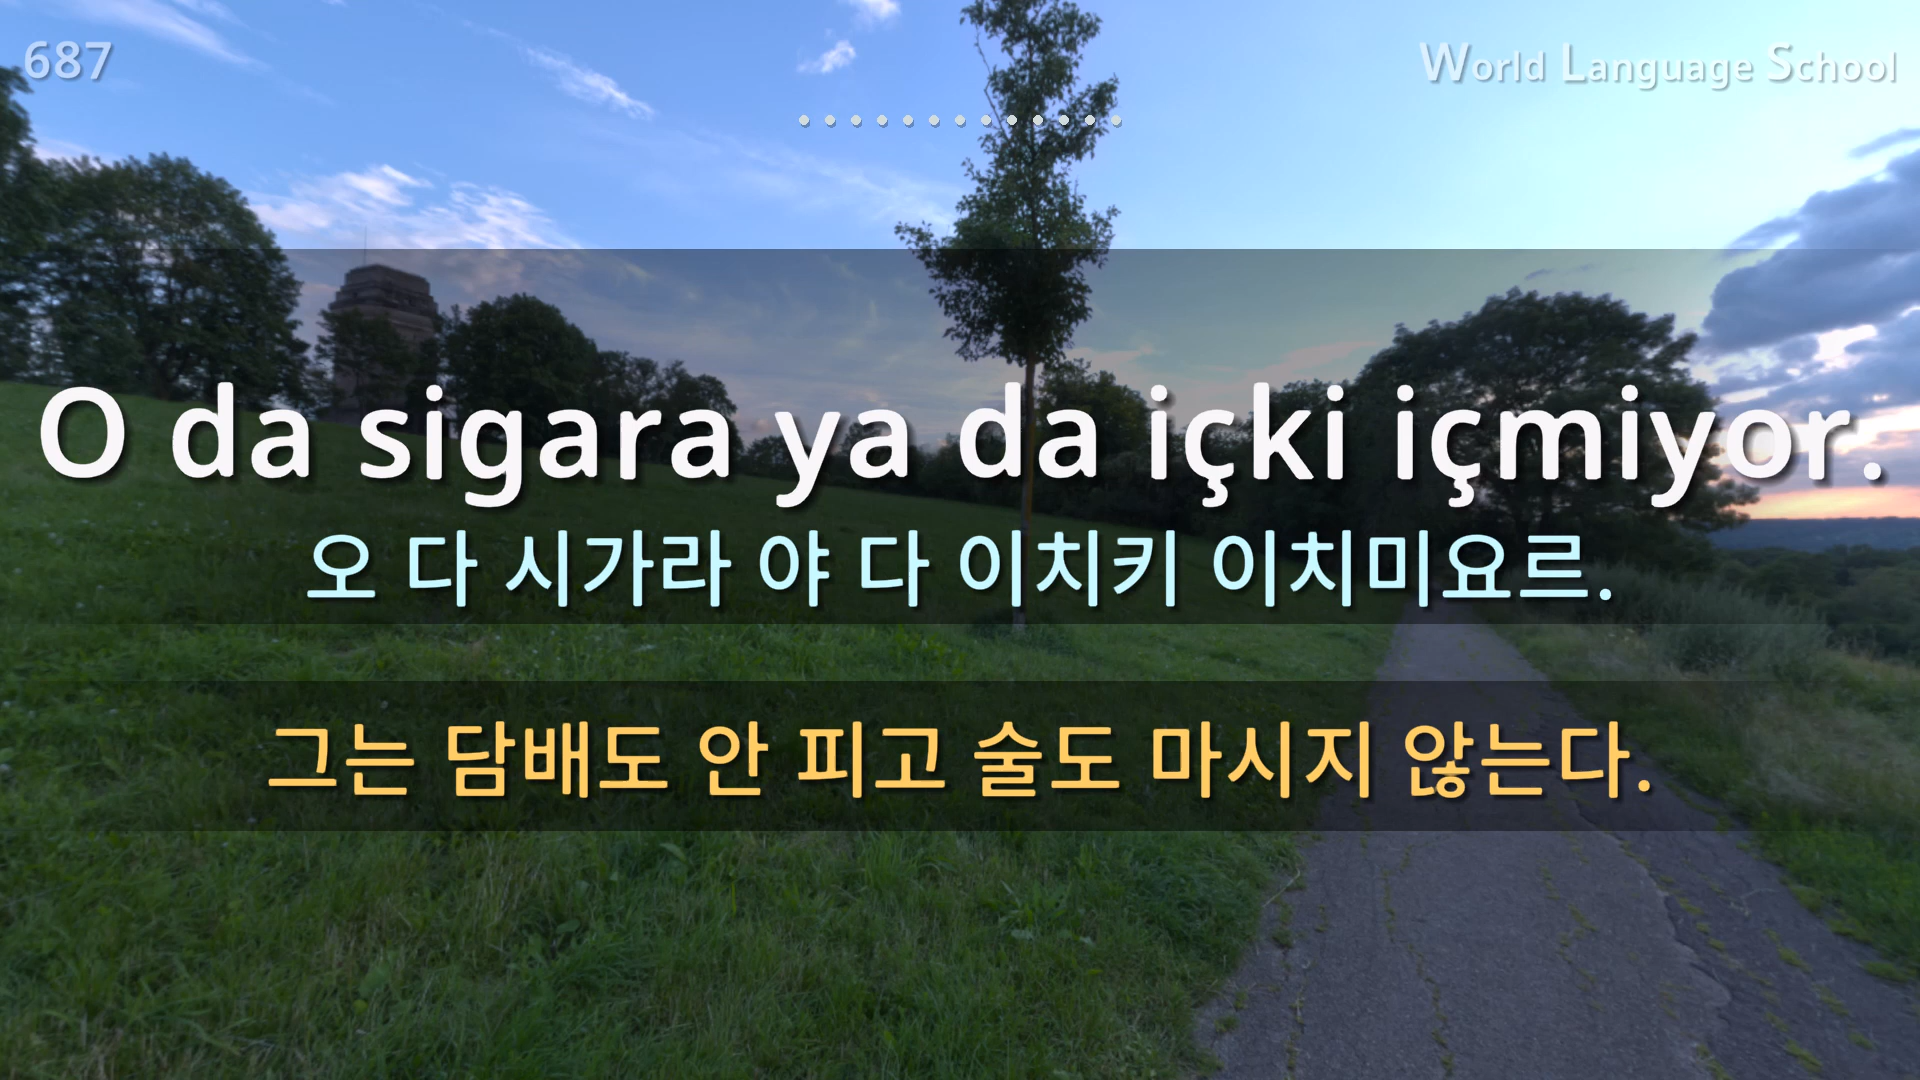 687
World Language School
O da sigara ya da içki içmiyor.
오 다 시가라 야 다 이치키 이치미요르.
그는 담배도 안 피고 술도 마시지 않는다.